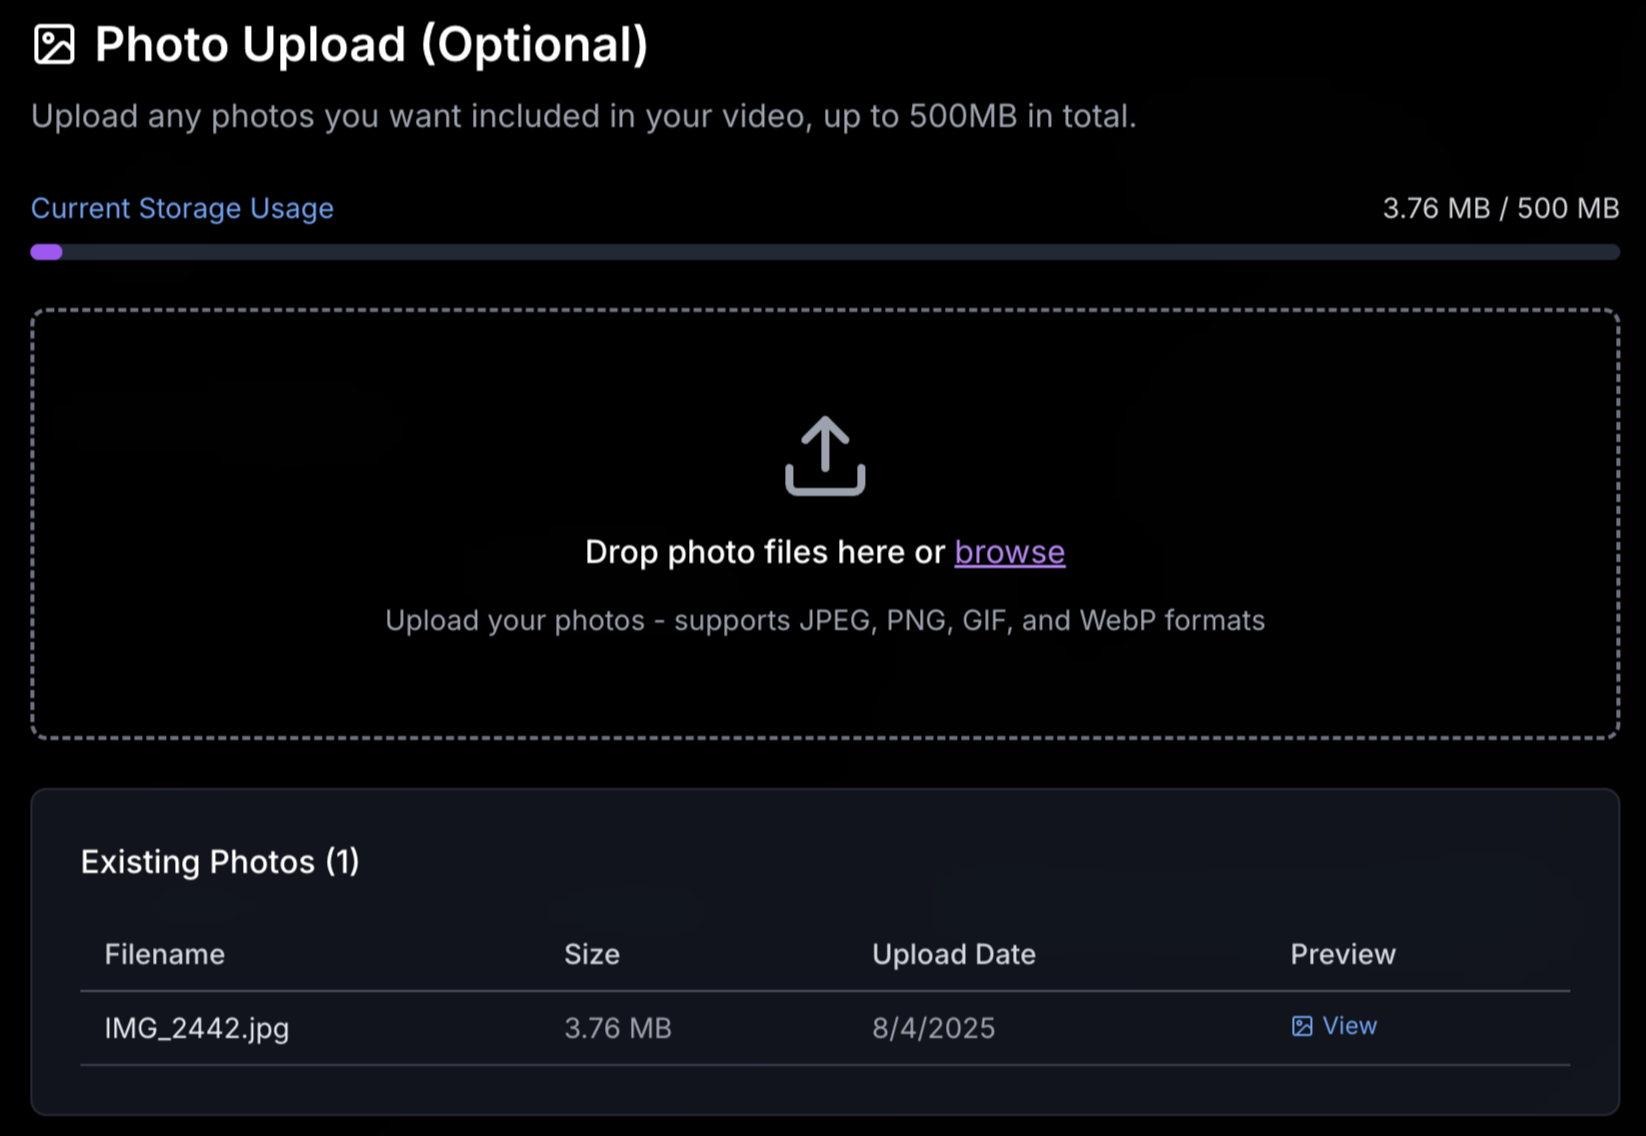 Photo Upload (Optional)
Upload any photos you want included in your video, up to 500MB in total.
Current Storage Usage 3.76 MB / 500 MB
Drop photo files here or browse
Upload your photos - supports JPEG, PNG, GIF, and WebP formats
Existing Photos (1)
Filename Size Upload Date Preview
IMG_2442.jpg 3.76 MB 8/4/2025 View